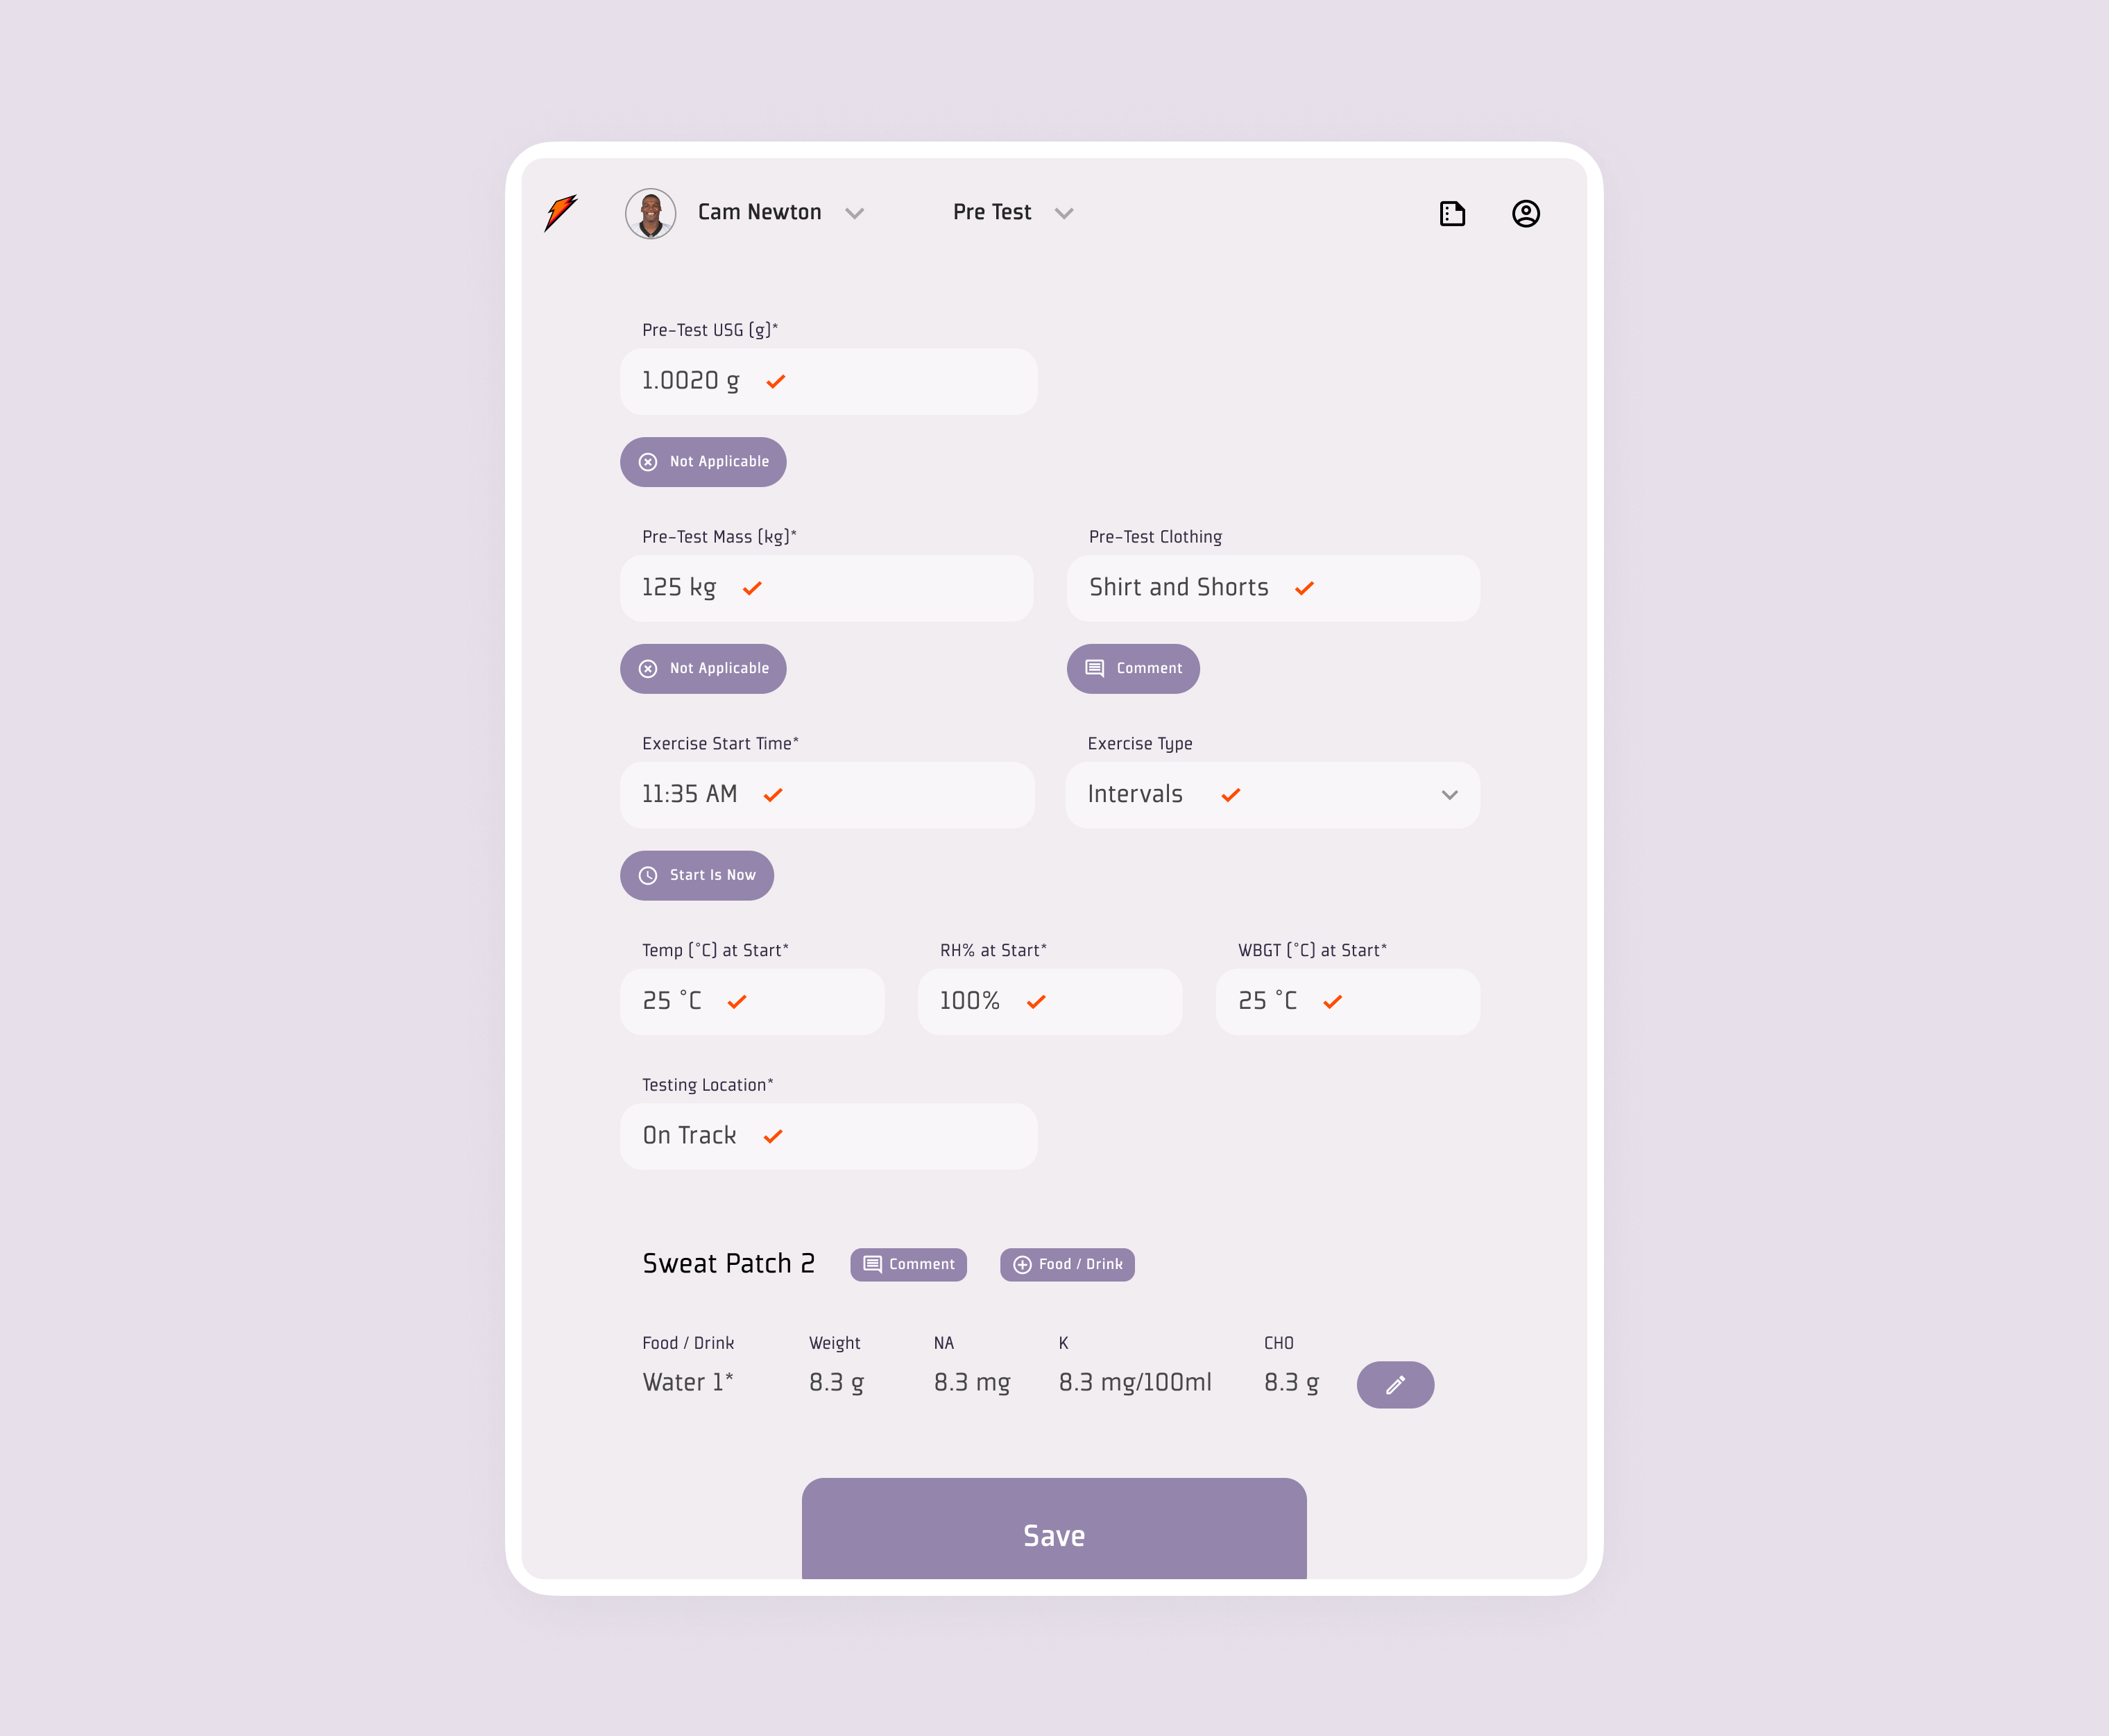 Cam Newton
Pre Test
Pre-Test USG (g)*
1.0020 g
Not Applicable
Pre-Test Mass (kg)*
Pre-Test Clothing
125 kg
Shirt and Shorts
Not Applicable
Comment
Exercise Start Time*
Exercise Type
11:35 AM
Intervals
Start Is Now
Temp (°C) at Start*
RH% at Start*
WBGT (°C) at Start*
25 °C
100%
25 °C
Testing Location*
On Track
Sweat Patch 2
Comment
Food / Drink
Food / Drink
Weight
NA
K
CHO
Water 1*
8.3 g
8.3 mg
8.3 mg/100ml
8.3 g
Save